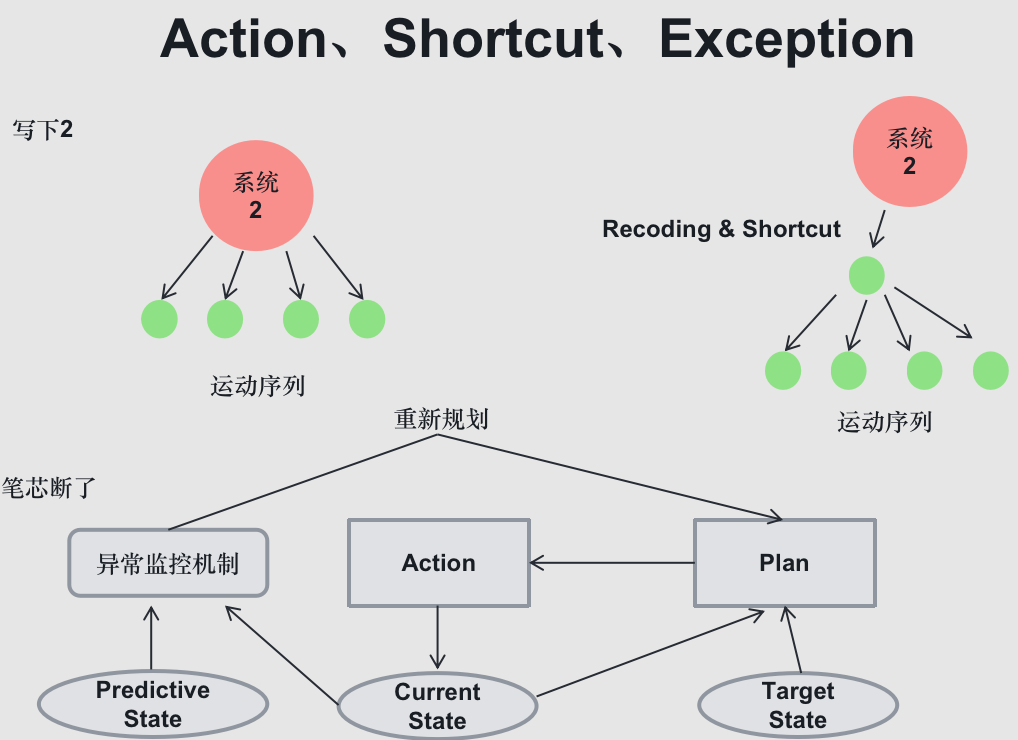 Action、Shortcut、Exception
写下2
系统
2
运动序列
系统
2
Recoding & Shortcut
运动序列
重新规划
笔芯断了
异常监控机制
Action
Plan
Predictive
State
Current
State
Target
State